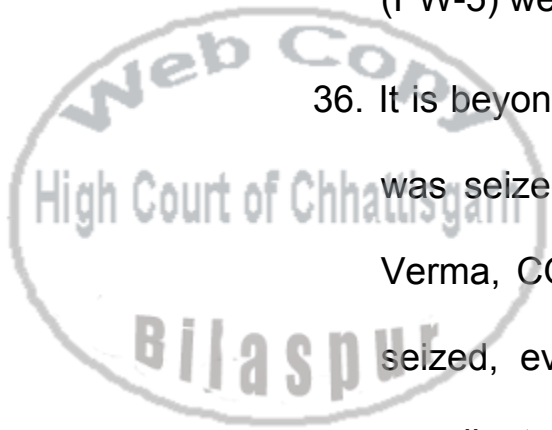 (PW-5) we
36. It is beyon
was seize
Verma, CC
seized, ev
Web Copy
High Court of Chhattisgarh
Bilaspur